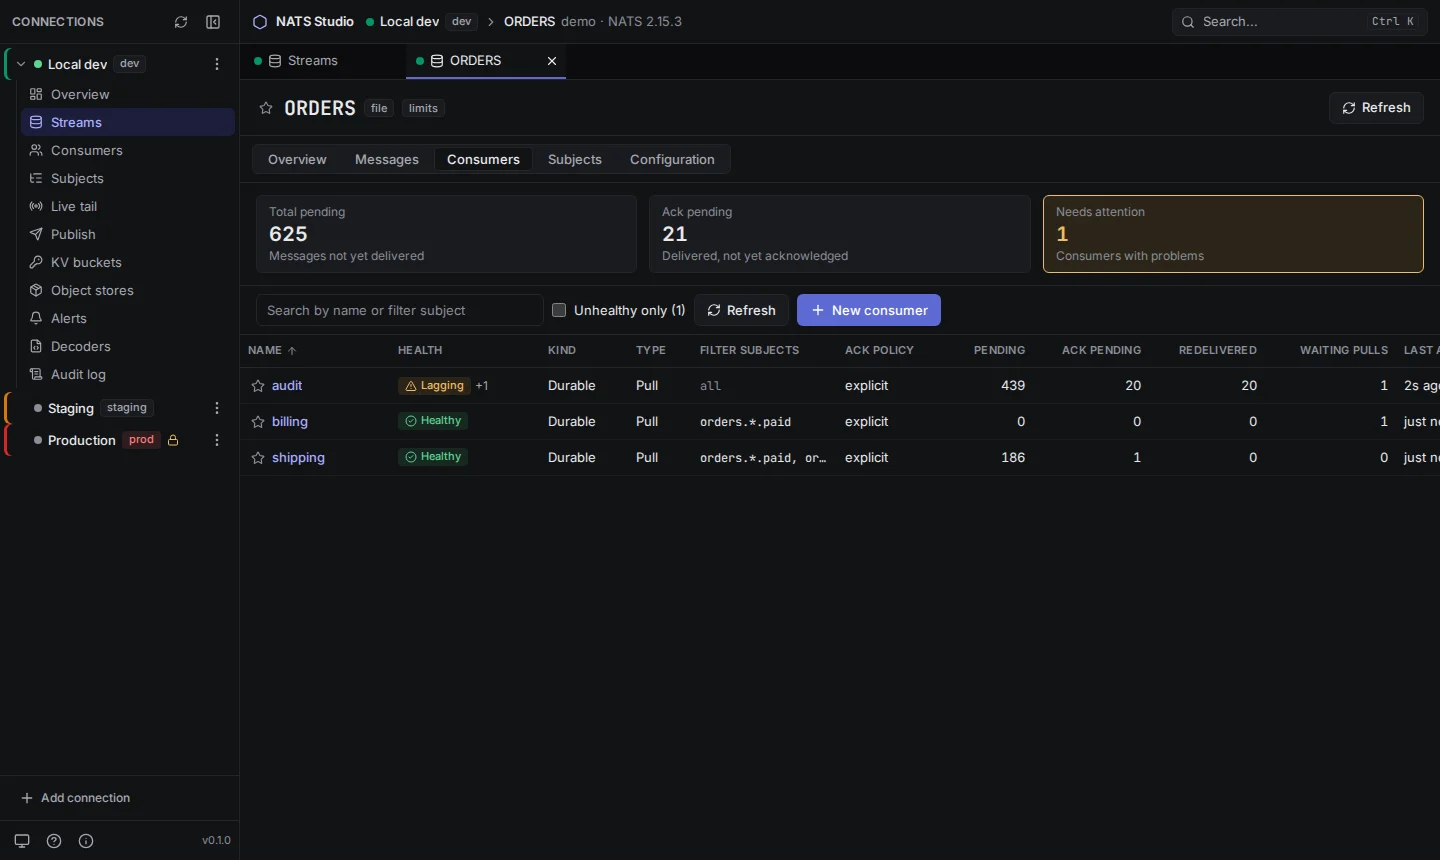 CONNECTIONS
NATS Studio Local dev dev > ORDERS demo · NATS 2.15.3
Search... Ctrl K
Local dev dev
Overview
Streams
Consumers
Subjects
Live tail
Publish
KV buckets
Object stores
Alerts
Decoders
Audit log
Staging staging
Production prod
Add connection
v0.1.0
Streams
ORDERS
ORDERS file limits
Refresh
Overview Messages Consumers Subjects Configuration
Total pending
625
Messages not yet delivered
Ack pending
21
Delivered, not yet acknowledged
Needs attention
1
Consumers with problems
Search by name or filter subject
Unhealthy only (1)
Refresh
New consumer
NAME ↑ HEALTH KIND TYPE FILTER SUBJECTS ACK POLICY PENDING ACK PENDING REDELIVERED WAITING PULLS LAST A
audit Lagging +1 Durable Pull all explicit 439 20 20 1 2s ag
billing Healthy Durable Pull orders.*.paid explicit 0 0 0 1 just n
shipping Healthy Durable Pull orders.*.paid, or… explicit 186 1 0 0 just n